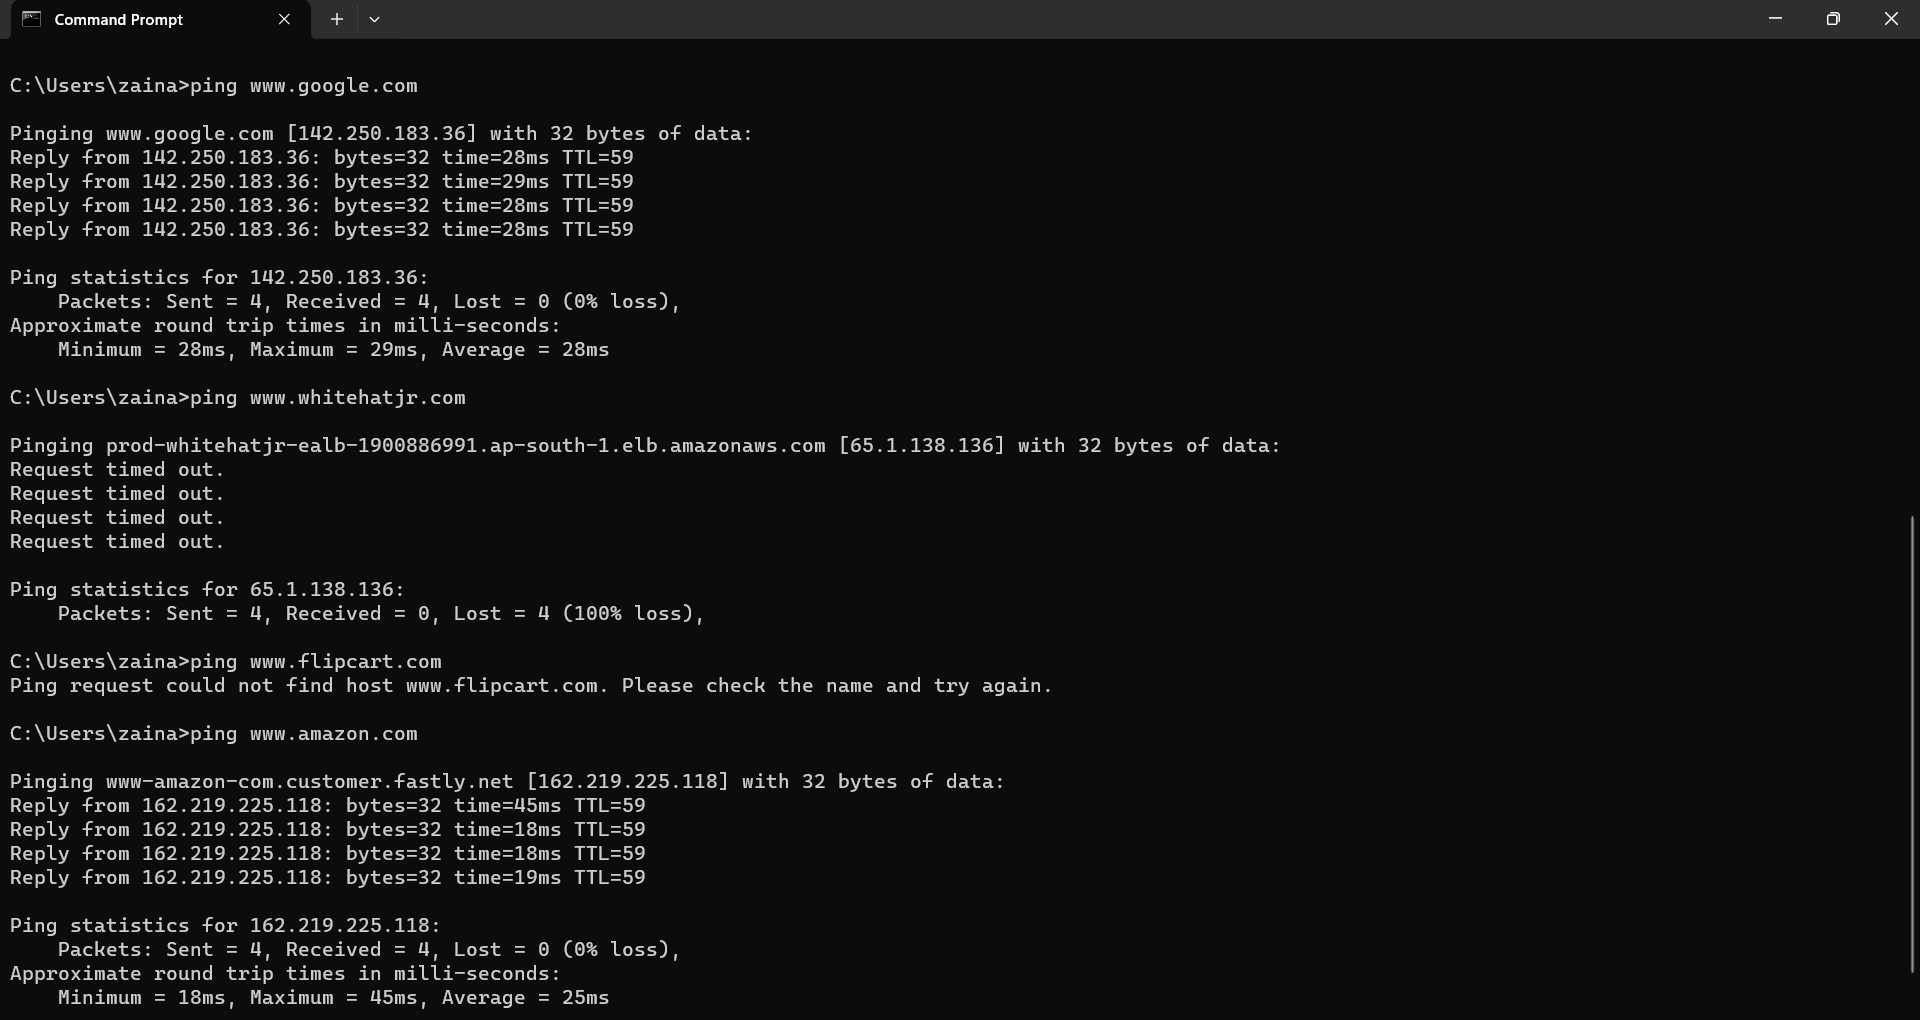 Command Prompt
C:\Users\zaina>ping www.google.com
Pinging www.google.com [142.250.183.36] with 32 bytes of data:
Reply from 142.250.183.36: bytes=32 time=28ms TTL=59
Reply from 142.250.183.36: bytes=32 time=29ms TTL=59
Reply from 142.250.183.36: bytes=32 time=28ms TTL=59
Reply from 142.250.183.36: bytes=32 time=28ms TTL=59
Ping statistics for 142.250.183.36:
    Packets: Sent = 4, Received = 4, Lost = 0 (0% loss),
Approximate round trip times in milli-seconds:
    Minimum = 28ms, Maximum = 29ms, Average = 28ms
C:\Users\zaina>ping www.whitehatjr.com
Pinging prod-whitehatjr-ealb-1900886991.ap-south-1.elb.amazonaws.com [65.1.138.136] with 32 bytes of data:
Request timed out.
Request timed out.
Request timed out.
Request timed out.
Ping statistics for 65.1.138.136:
    Packets: Sent = 4, Received = 0, Lost = 4 (100% loss),
C:\Users\zaina>ping www.flipcart.com
Ping request could not find host www.flipcart.com. Please check the name and try again.
C:\Users\zaina>ping www.amazon.com
Pinging www-amazon-com.customer.fastly.net [162.219.225.118] with 32 bytes of data:
Reply from 162.219.225.118: bytes=32 time=45ms TTL=59
Reply from 162.219.225.118: bytes=32 time=18ms TTL=59
Reply from 162.219.225.118: bytes=32 time=18ms TTL=59
Reply from 162.219.225.118: bytes=32 time=19ms TTL=59
Ping statistics for 162.219.225.118:
    Packets: Sent = 4, Received = 4, Lost = 0 (0% loss),
Approximate round trip times in milli-seconds:
    Minimum = 18ms, Maximum = 45ms, Average = 25ms